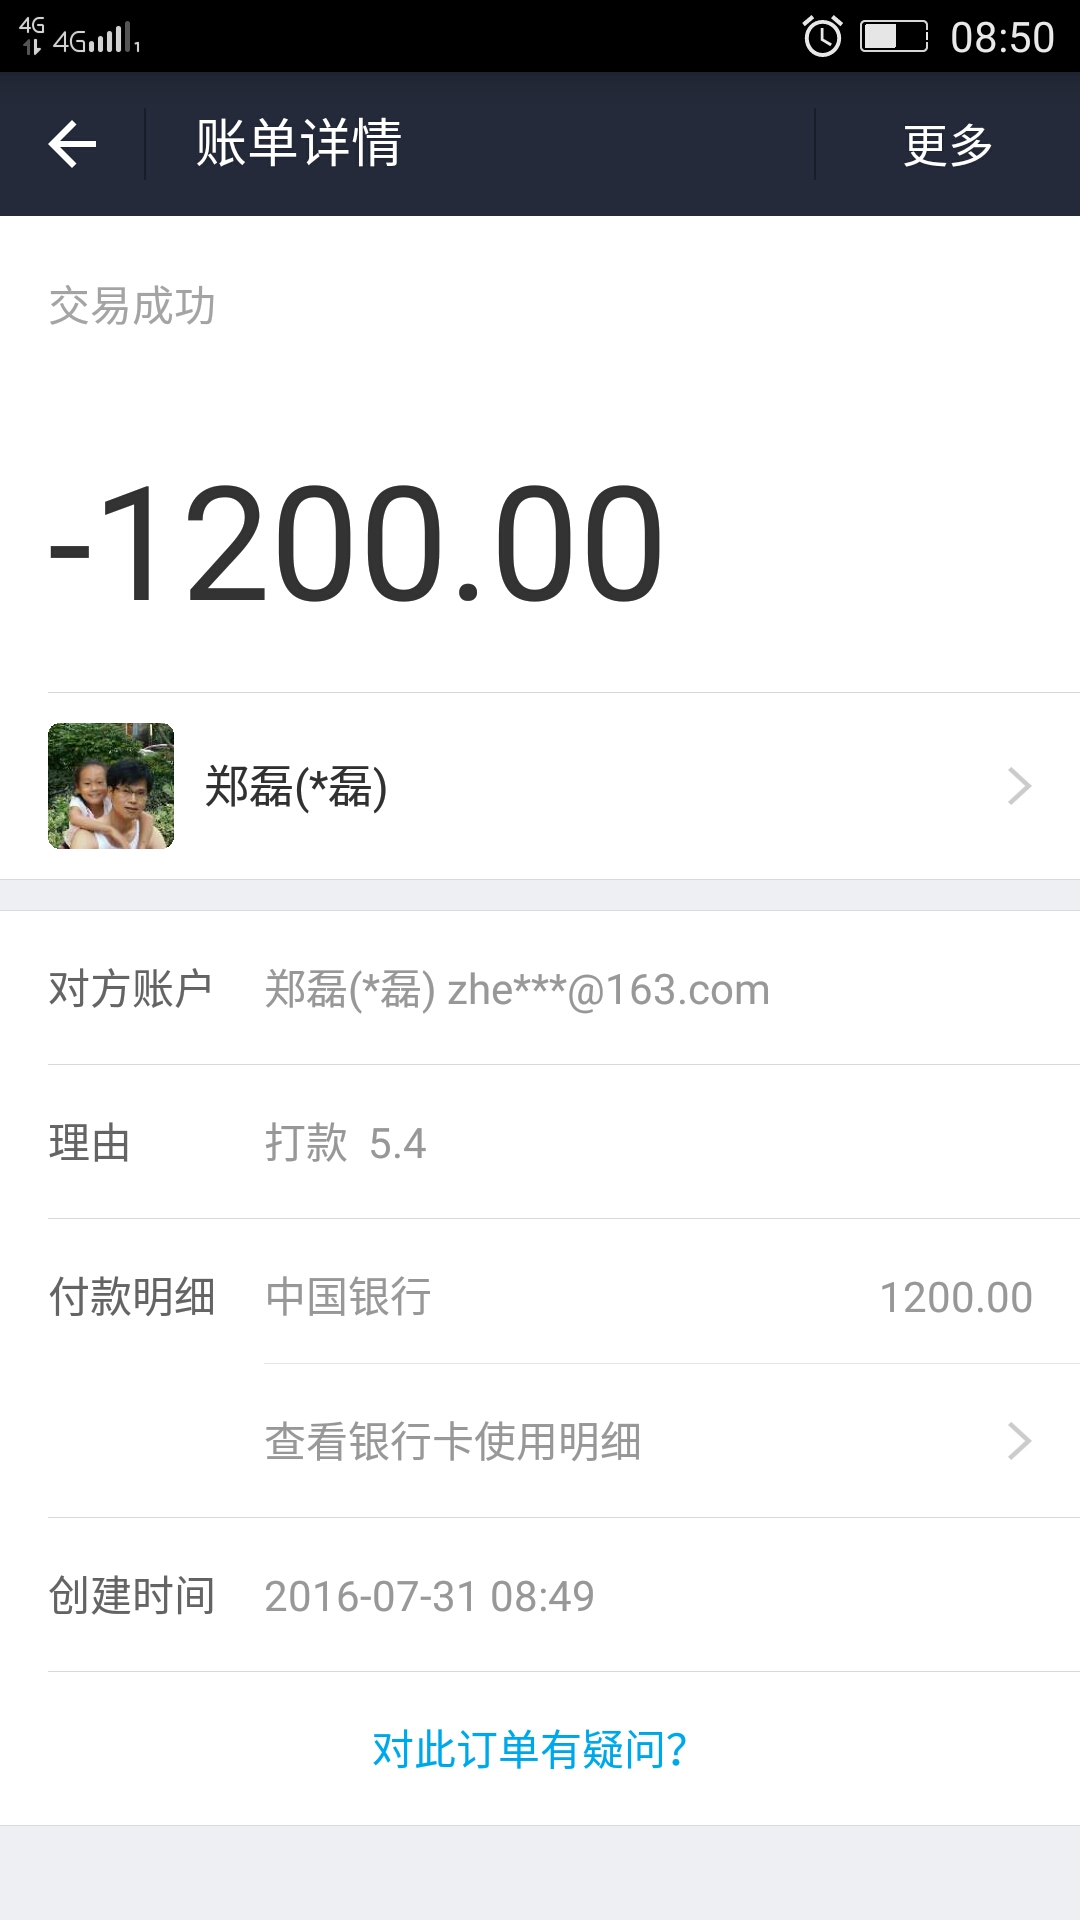 4G 4G 1 08:50
账单详情 更多
交易成功
-1200.00
郑磊(*磊)
对方账户 郑磊(*磊) zhe***@163.com
理由 打款 5.4
付款明细 中国银行 1200.00
查看银行卡使用明细
创建时间 2016-07-31 08:49
对此订单有疑问?